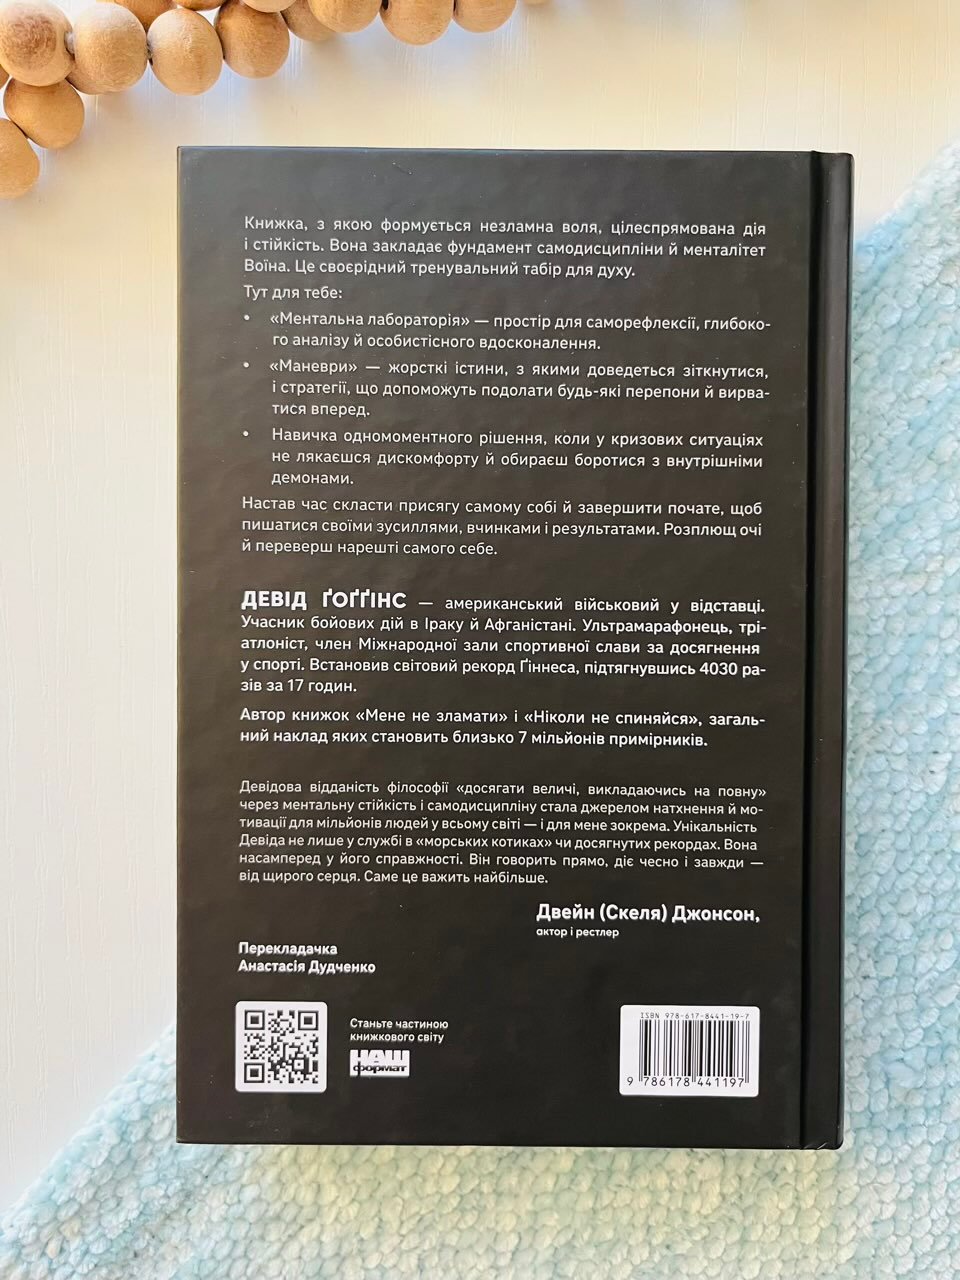 Книжка, з якою формується незламна воля, цілеспрямована дія
і стійкість. Вона закладає фундамент самодисципліни й менталітет
Воїна. Це своєрідний тренувальний табір для духу.
Тут для тебе:
• «Ментальна лабораторія» — простір для саморефлексії, глибоко-
го аналізу й особистісного вдосконалення.
• «Маневри» — жорсткі істини, з якими доведеться зіткнутися,
і стратегії, що допоможуть подолати будь-які перепони й вирва-
тися вперед.
• Навичка одномоментного рішення, коли у кризових ситуаціях
не лякаєшся дискомфорту й обираєш боротися з внутрішніми
демонами.
Настав час скласти присягу самому собі й завершити почате, щоб
пишатися своїми зусиллями, вчинками і результатами. Розплющ очі
й переверш нарешті самого себе.
ДЕВІД ҐОҐҐІНС — американський військовий у відставці.
Учасник бойових дій в Іраку й Афганістані. Ультрамарафонець, трі-
атлоніст, член Міжнародної зали спортивної слави за досягнення
у спорті. Встановив світовий рекорд Ґіннеса, підтягнувшись 4030 ра-
зів за 17 годин.
Автор книжок «Мене не зламати» і «Ніколи не спиняйся», загаль-
ний наклад яких становить близько 7 мільйонів примірників.
Девідова відданість філософії «досягати величі, викладаючись на повну»
через ментальну стійкість і самодисципліну стала джерелом натхнення й мо-
тивації для мільйонів людей у всьому світі — і для мене зокрема. Унікальність
Девіда не лише у службі в «морських котиках» чи досягнутих рекордах. Вона
насамперед у його справжності. Він говорить прямо, діє чесно і завжди —
від щирого серця. Саме це важить найбільше.
Двейн (Скеля) Джонсон,
актор і рестлер
Перекладачка
Анастасія Дудченко
Станьте частиною
книжкового світу
НАШ
формат
ISBN 978-617-8441-19-7
9 786178 441197